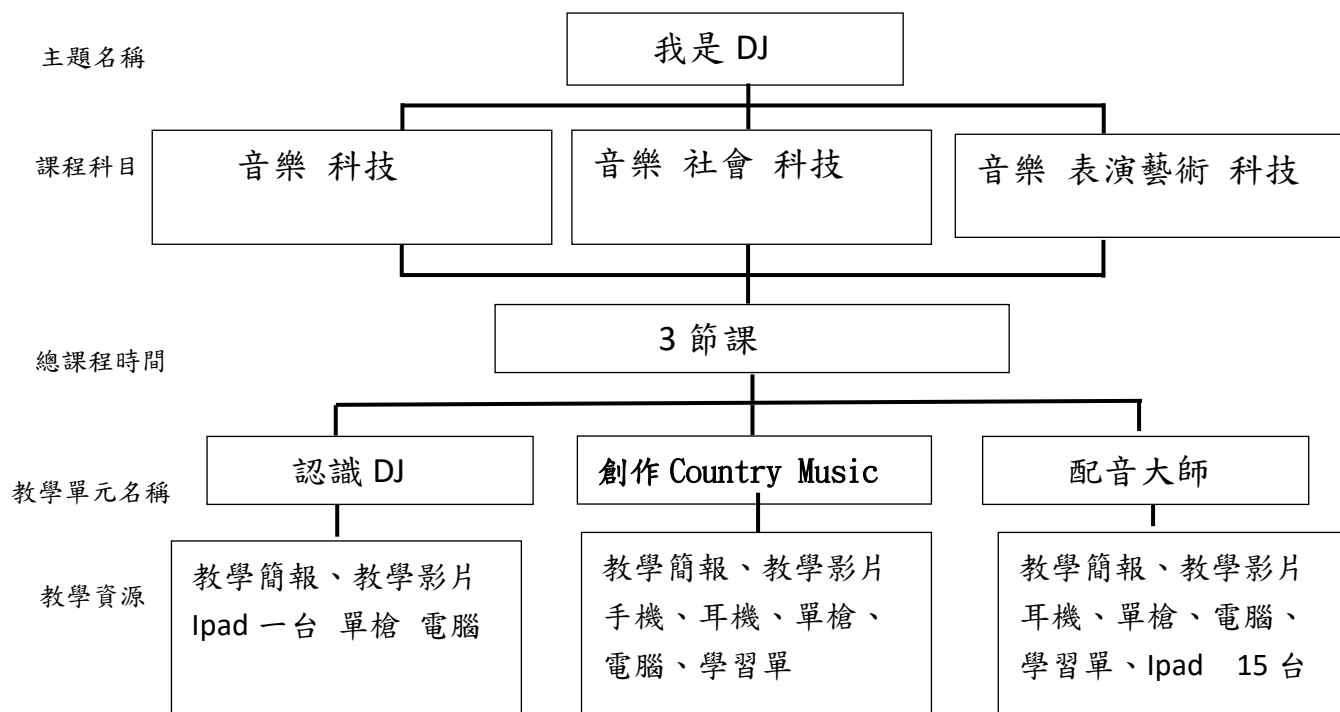 主題名稱
我是 DJ
課程科目
音樂 科技
音樂 社會 科技
音樂 表演藝術 科技
總課程時間
3 節課
教學單元名稱
認識 DJ
創作 Country Music
配音大師
教學資源
教學簡報、教學影片
Ipad 一台 單槍 電腦
教學簡報、教學影片
手機、耳機、單槍、
電腦、學習單
教學簡報、教學影片
耳機、單槍、電腦、
學習單、Ipad 15 台